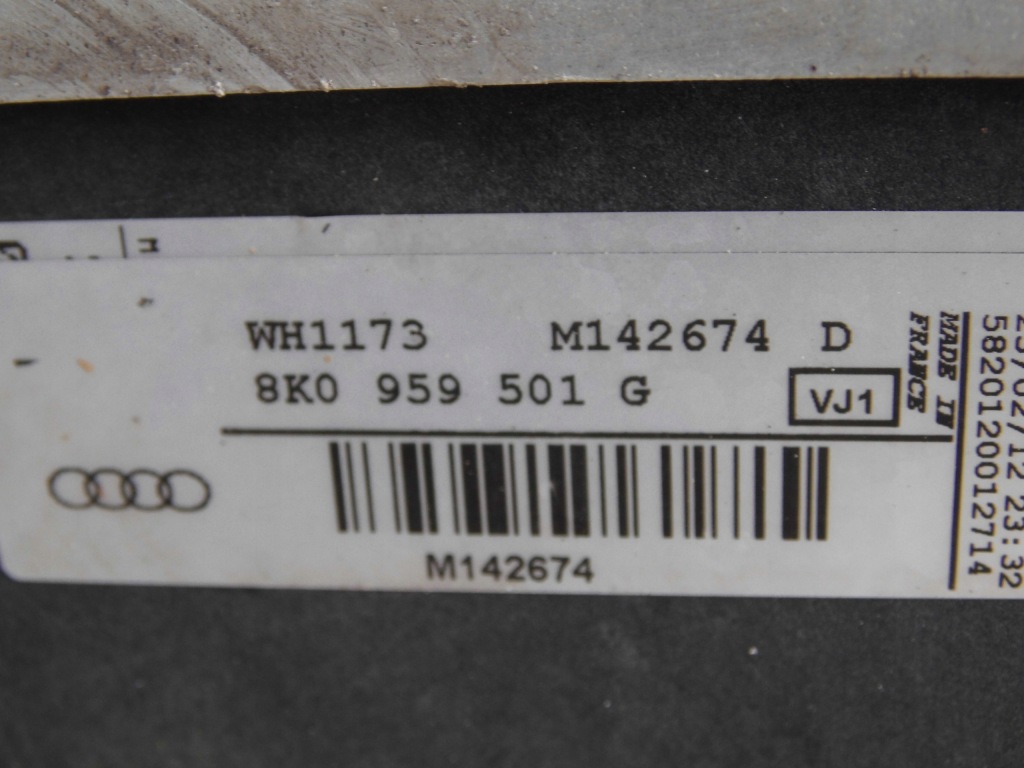 WH1173 M142674 D
8K0 959 501 G
VJ1
M142674
MADE IN
FRANCE
23/02/12 23:32
5820120012714